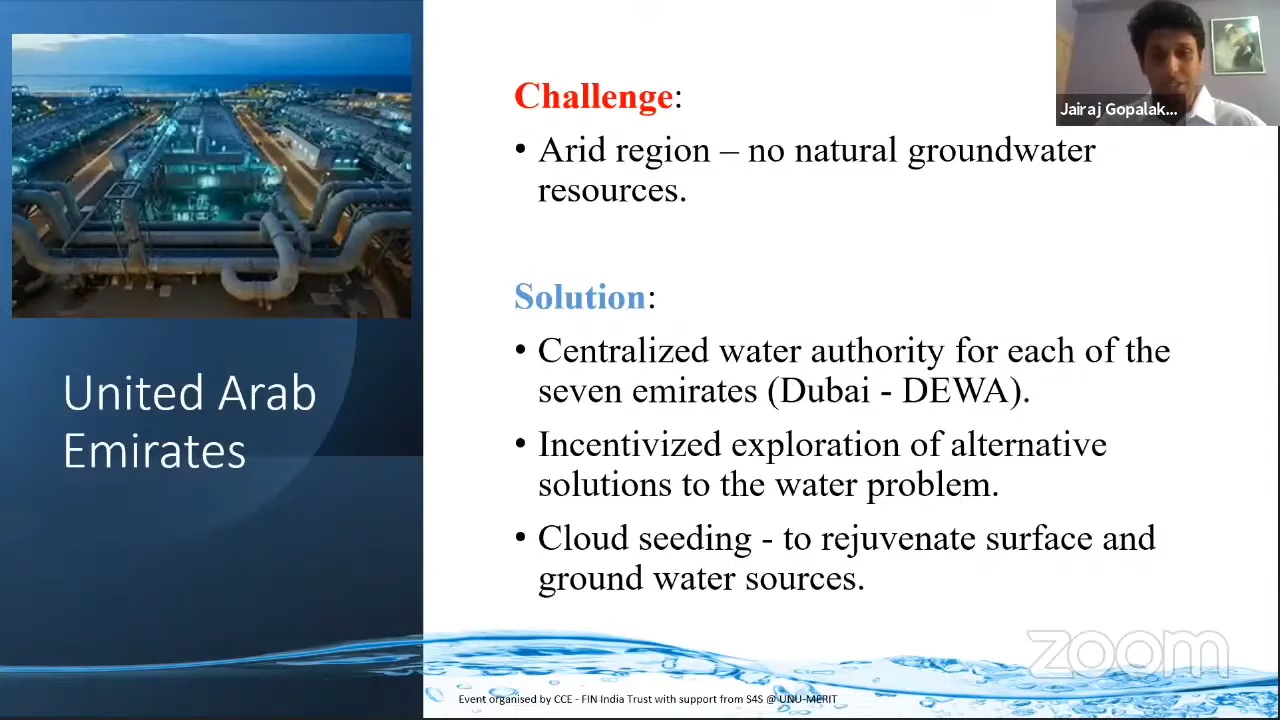 United Arab
Emirates
Challenge:
• Arid region – no natural groundwater
resources.
Solution:
• Centralized water authority for each of the
seven emirates (Dubai - DEWA).
• Incentivized exploration of alternative
solutions to the water problem.
• Cloud seeding - to rejuvenate surface and
ground water sources.
Jairaj Gopalak...
zoom
Event organised by CCE - FIN India Trust with support from S4S @ UNU-MERIT